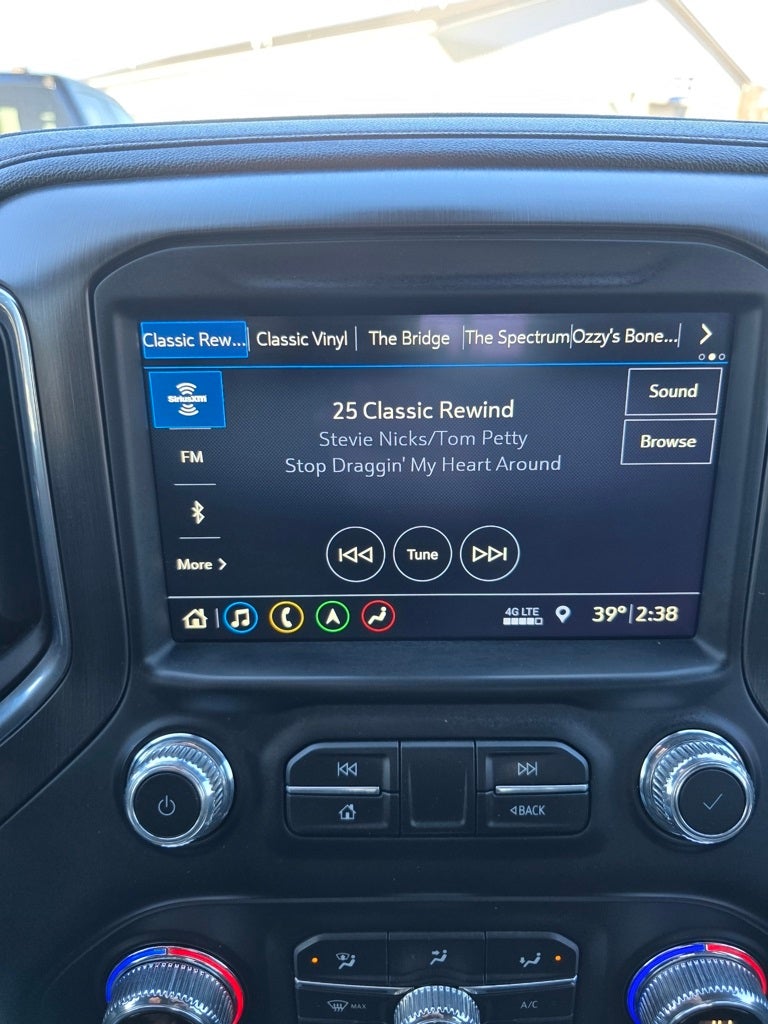 Classic Rew... Classic Vinyl The Bridge The Spectrum Ozzy's Bone...
SiriusXM
25 Classic Rewind
Sound
Stevie Nicks/Tom Petty
Browse
FM
Stop Draggin' My Heart Around
More
Tune
4G LTE
39° 2:38
BACK
MAX
A/C